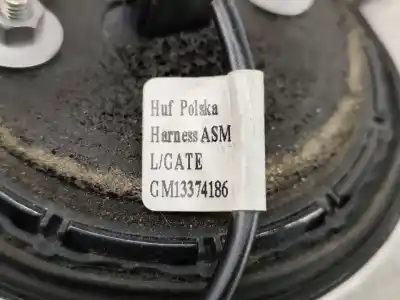 Huf Polska
Harness ASM
L/GATE
GM13374186